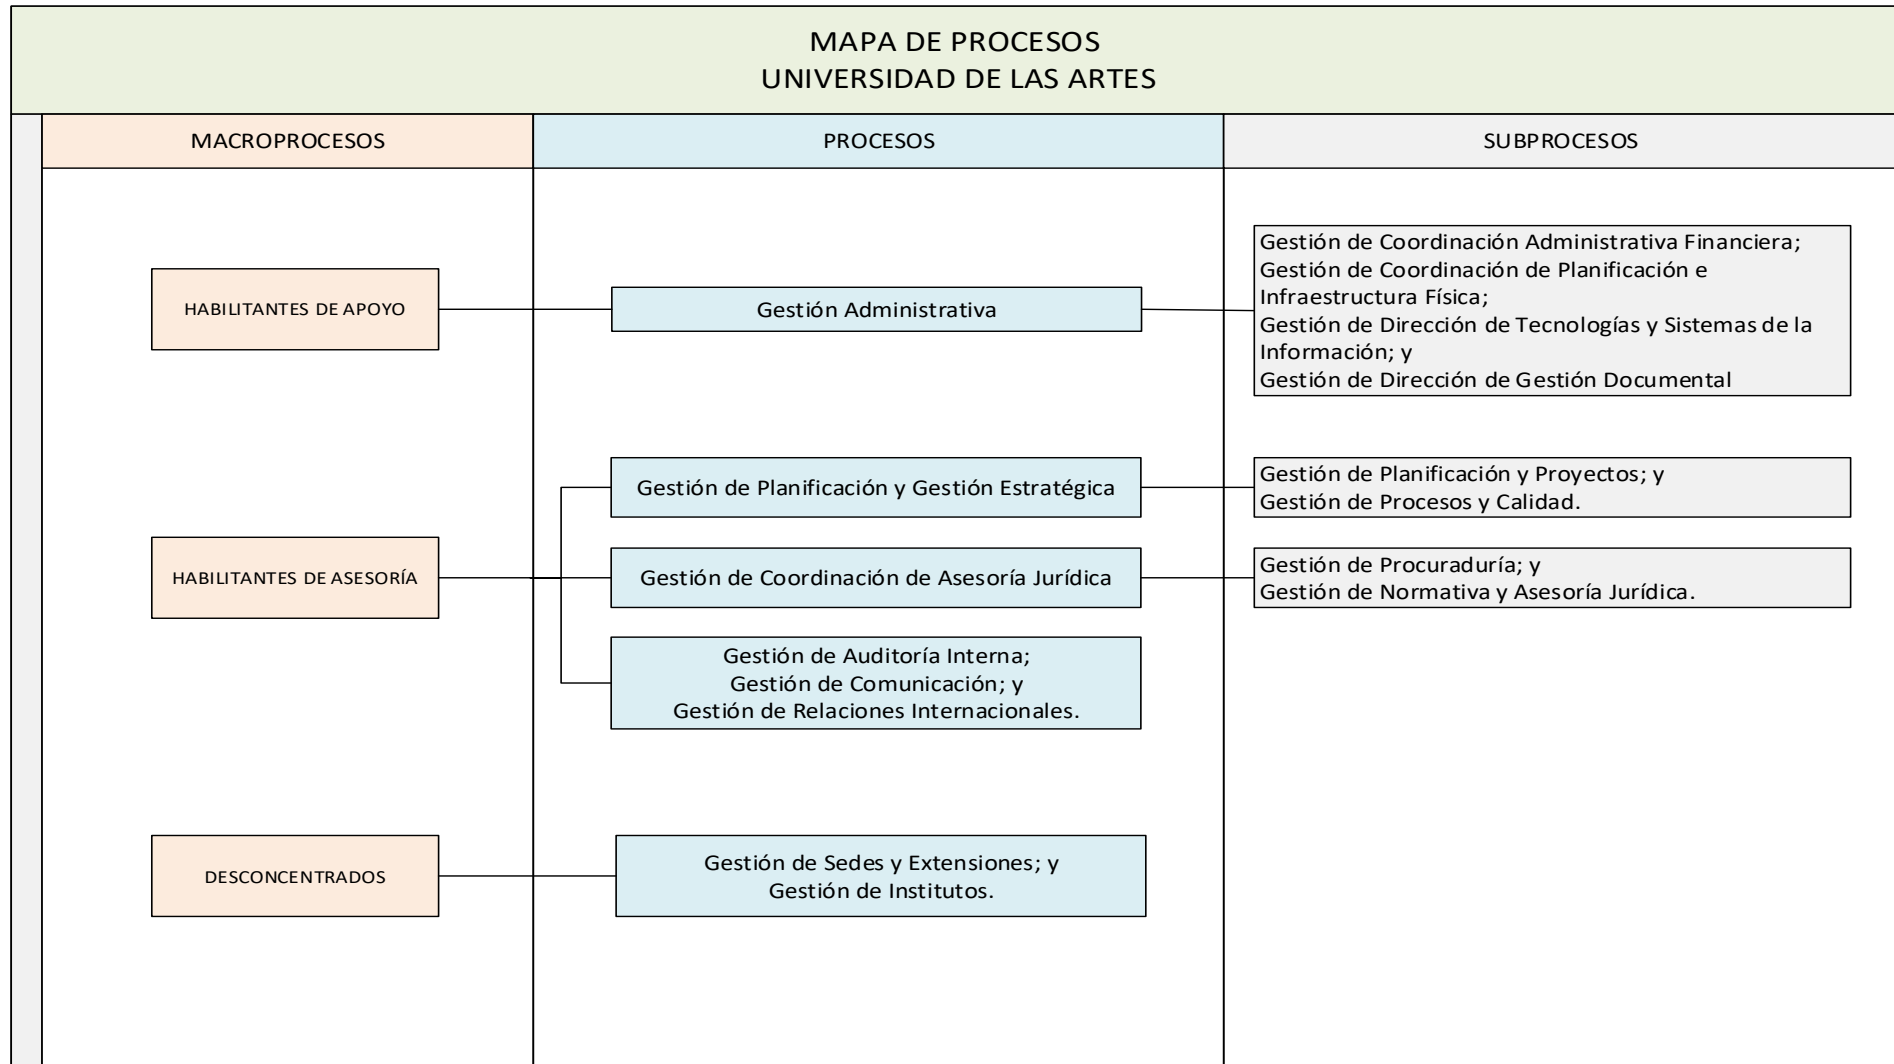 MAPA DE PROCESOS
UNIVERSIDAD DE LAS ARTES
MACROPROCESOS
PROCESOS
SUBPROCESOS
HABILITANTES DE APOYO
Gestión Administrativa
Gestión de Coordinación Administrativa Financiera;
Gestión de Coordinación de Planificación e
Infraestructura Física;
Gestión de Dirección de Tecnologías y Sistemas de la
Información; y
Gestión de Dirección de Gestión Documental
HABILITANTES DE ASESORÍA
Gestión de Planificación y Gestión Estratégica
Gestión de Planificación y Proyectos; y
Gestión de Procesos y Calidad.
Gestión de Coordinación de Asesoría Jurídica
Gestión de Procuraduría; y
Gestión de Normativa y Asesoría Jurídica.
Gestión de Auditoría Interna;
Gestión de Comunicación; y
Gestión de Relaciones Internacionales.
DESCONCENTRADOS
Gestión de Sedes y Extensiones; y
Gestión de Institutos.